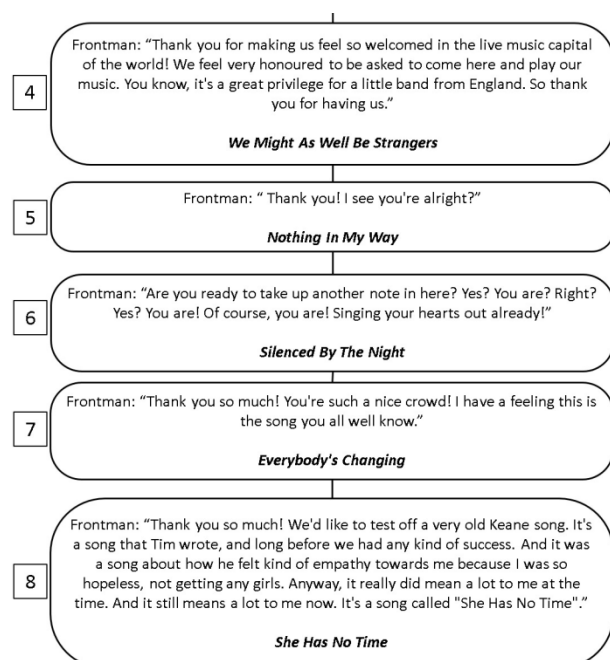 Frontman: “Thank you for making us feel so welcomed in the live music capital
of the world! We feel very honoured to be asked to come here and play our
music. You know, it's a great privilege for a little band from England. So thank
you for having us.”
4
We Might As Well Be Strangers
Frontman: “ Thank you! I see you're alright?”
5
Nothing In My Way
Frontman: “Are you ready to take up another note in here? Yes? You are? Right?
Yes? You are! Of course, you are! Singing your hearts out already!”
6
Silenced By The Night
Frontman: “Thank you so much! You're such a nice crowd! I have a feeling this is
the song you all well know.”
7
Everybody's Changing
Frontman: “Thank you so much! We'd like to test off a very old Keane song. It's
a song that Tim wrote, and long before we had any kind of success. And it was
a song about how he felt kind of empathy towards me because I was so
hopeless, not getting any girls. Anyway, it really did mean a lot to me at the
time. And it still means a lot to me now. It's a song called "She Has No Time".”
8
She Has No Time